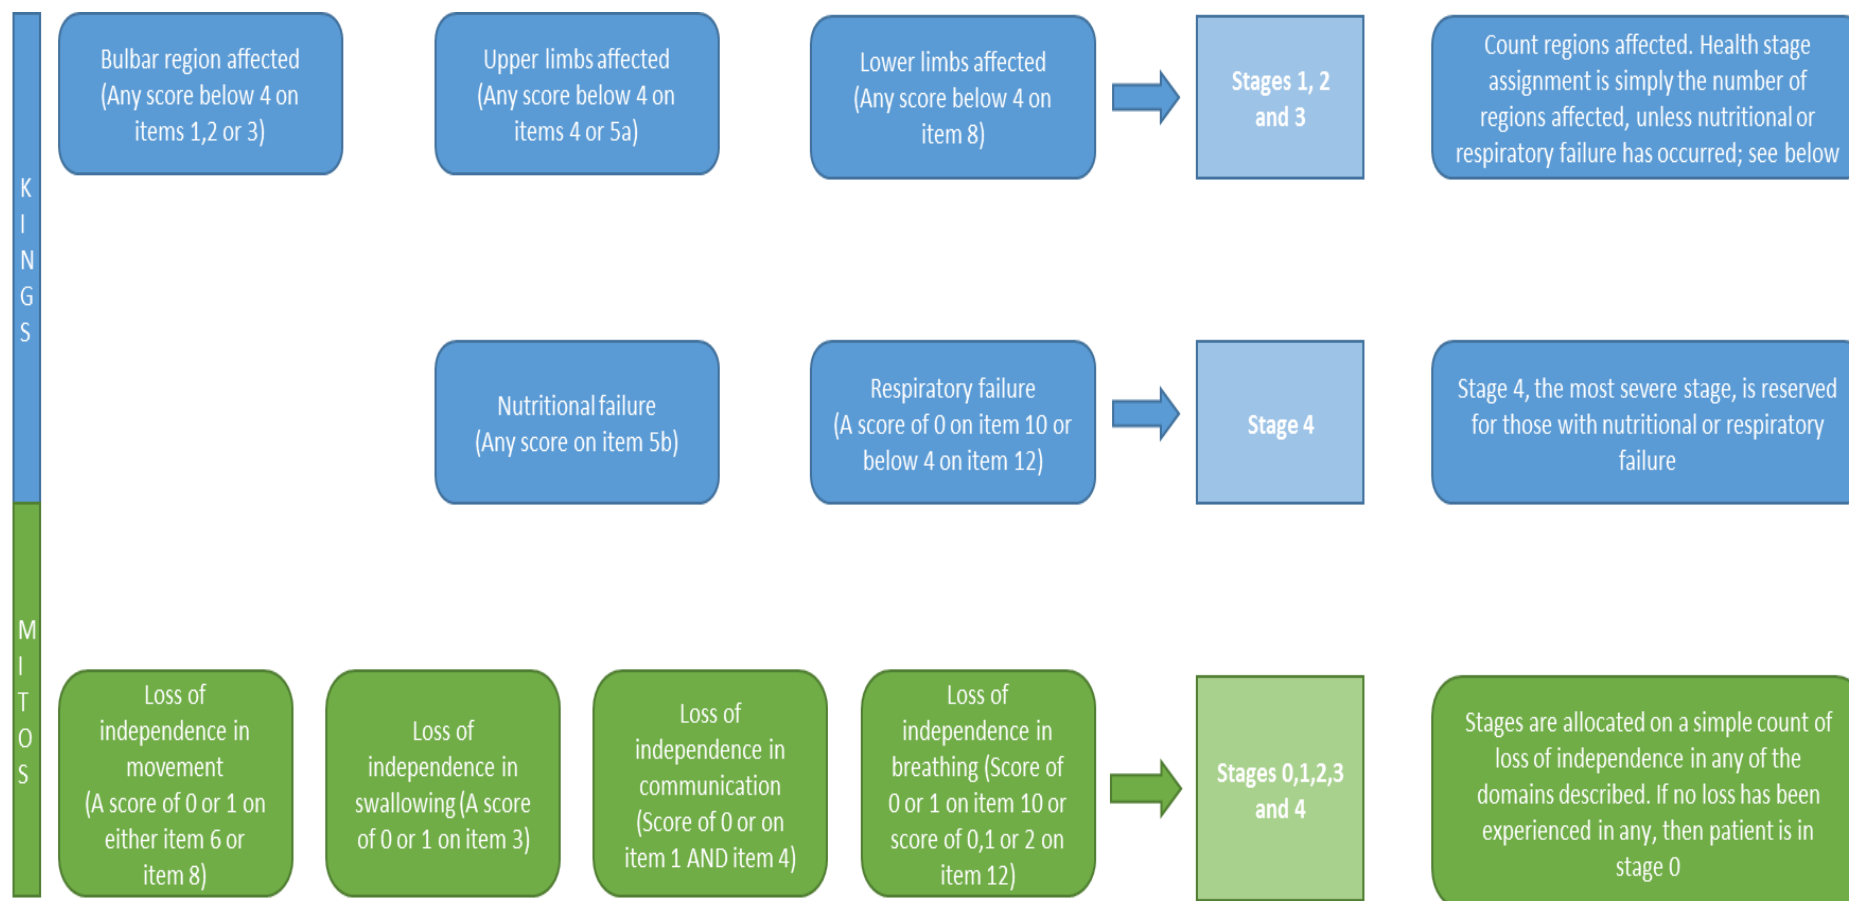 KINGS
Bulbar region affected
(Any score below 4 on
items 1,2 or 3)
Upper limbs affected
(Any score below 4 on
items 4 or 5a)
Lower limbs affected
(Any score below 4 on
item 8)
Stages 1, 2
and 3
Count regions affected. Health stage
assignment is simply the number of
regions affected, unless nutritional or
respiratory failure has occurred; see below
Nutritional failure
(Any score on item 5b)
Respiratory failure
(A score of 0 on item 10 or
below 4 on item 12)
Stage 4
Stage 4, the most severe stage, is reserved
for those with nutritional or respiratory
failure
MITOS
Loss of
independence in
movement
(A score of 0 or 1 on
either item 6 or
item 8)
Loss of
independence in
swallowing (A score
of 0 or 1 on item 3)
Loss of
independence in
communication
(Score of 0 or on
item 1 AND item 4)
Loss of
independence in
breathing (Score of
0 or 1 on item 10 or
score of 0,1 or 2 on
item 12)
Stages 0,1,2,3
and 4
Stages are allocated on a simple count of
loss of independence in any of the
domains described. If no loss has been
experienced in any, then patient is in
stage 0